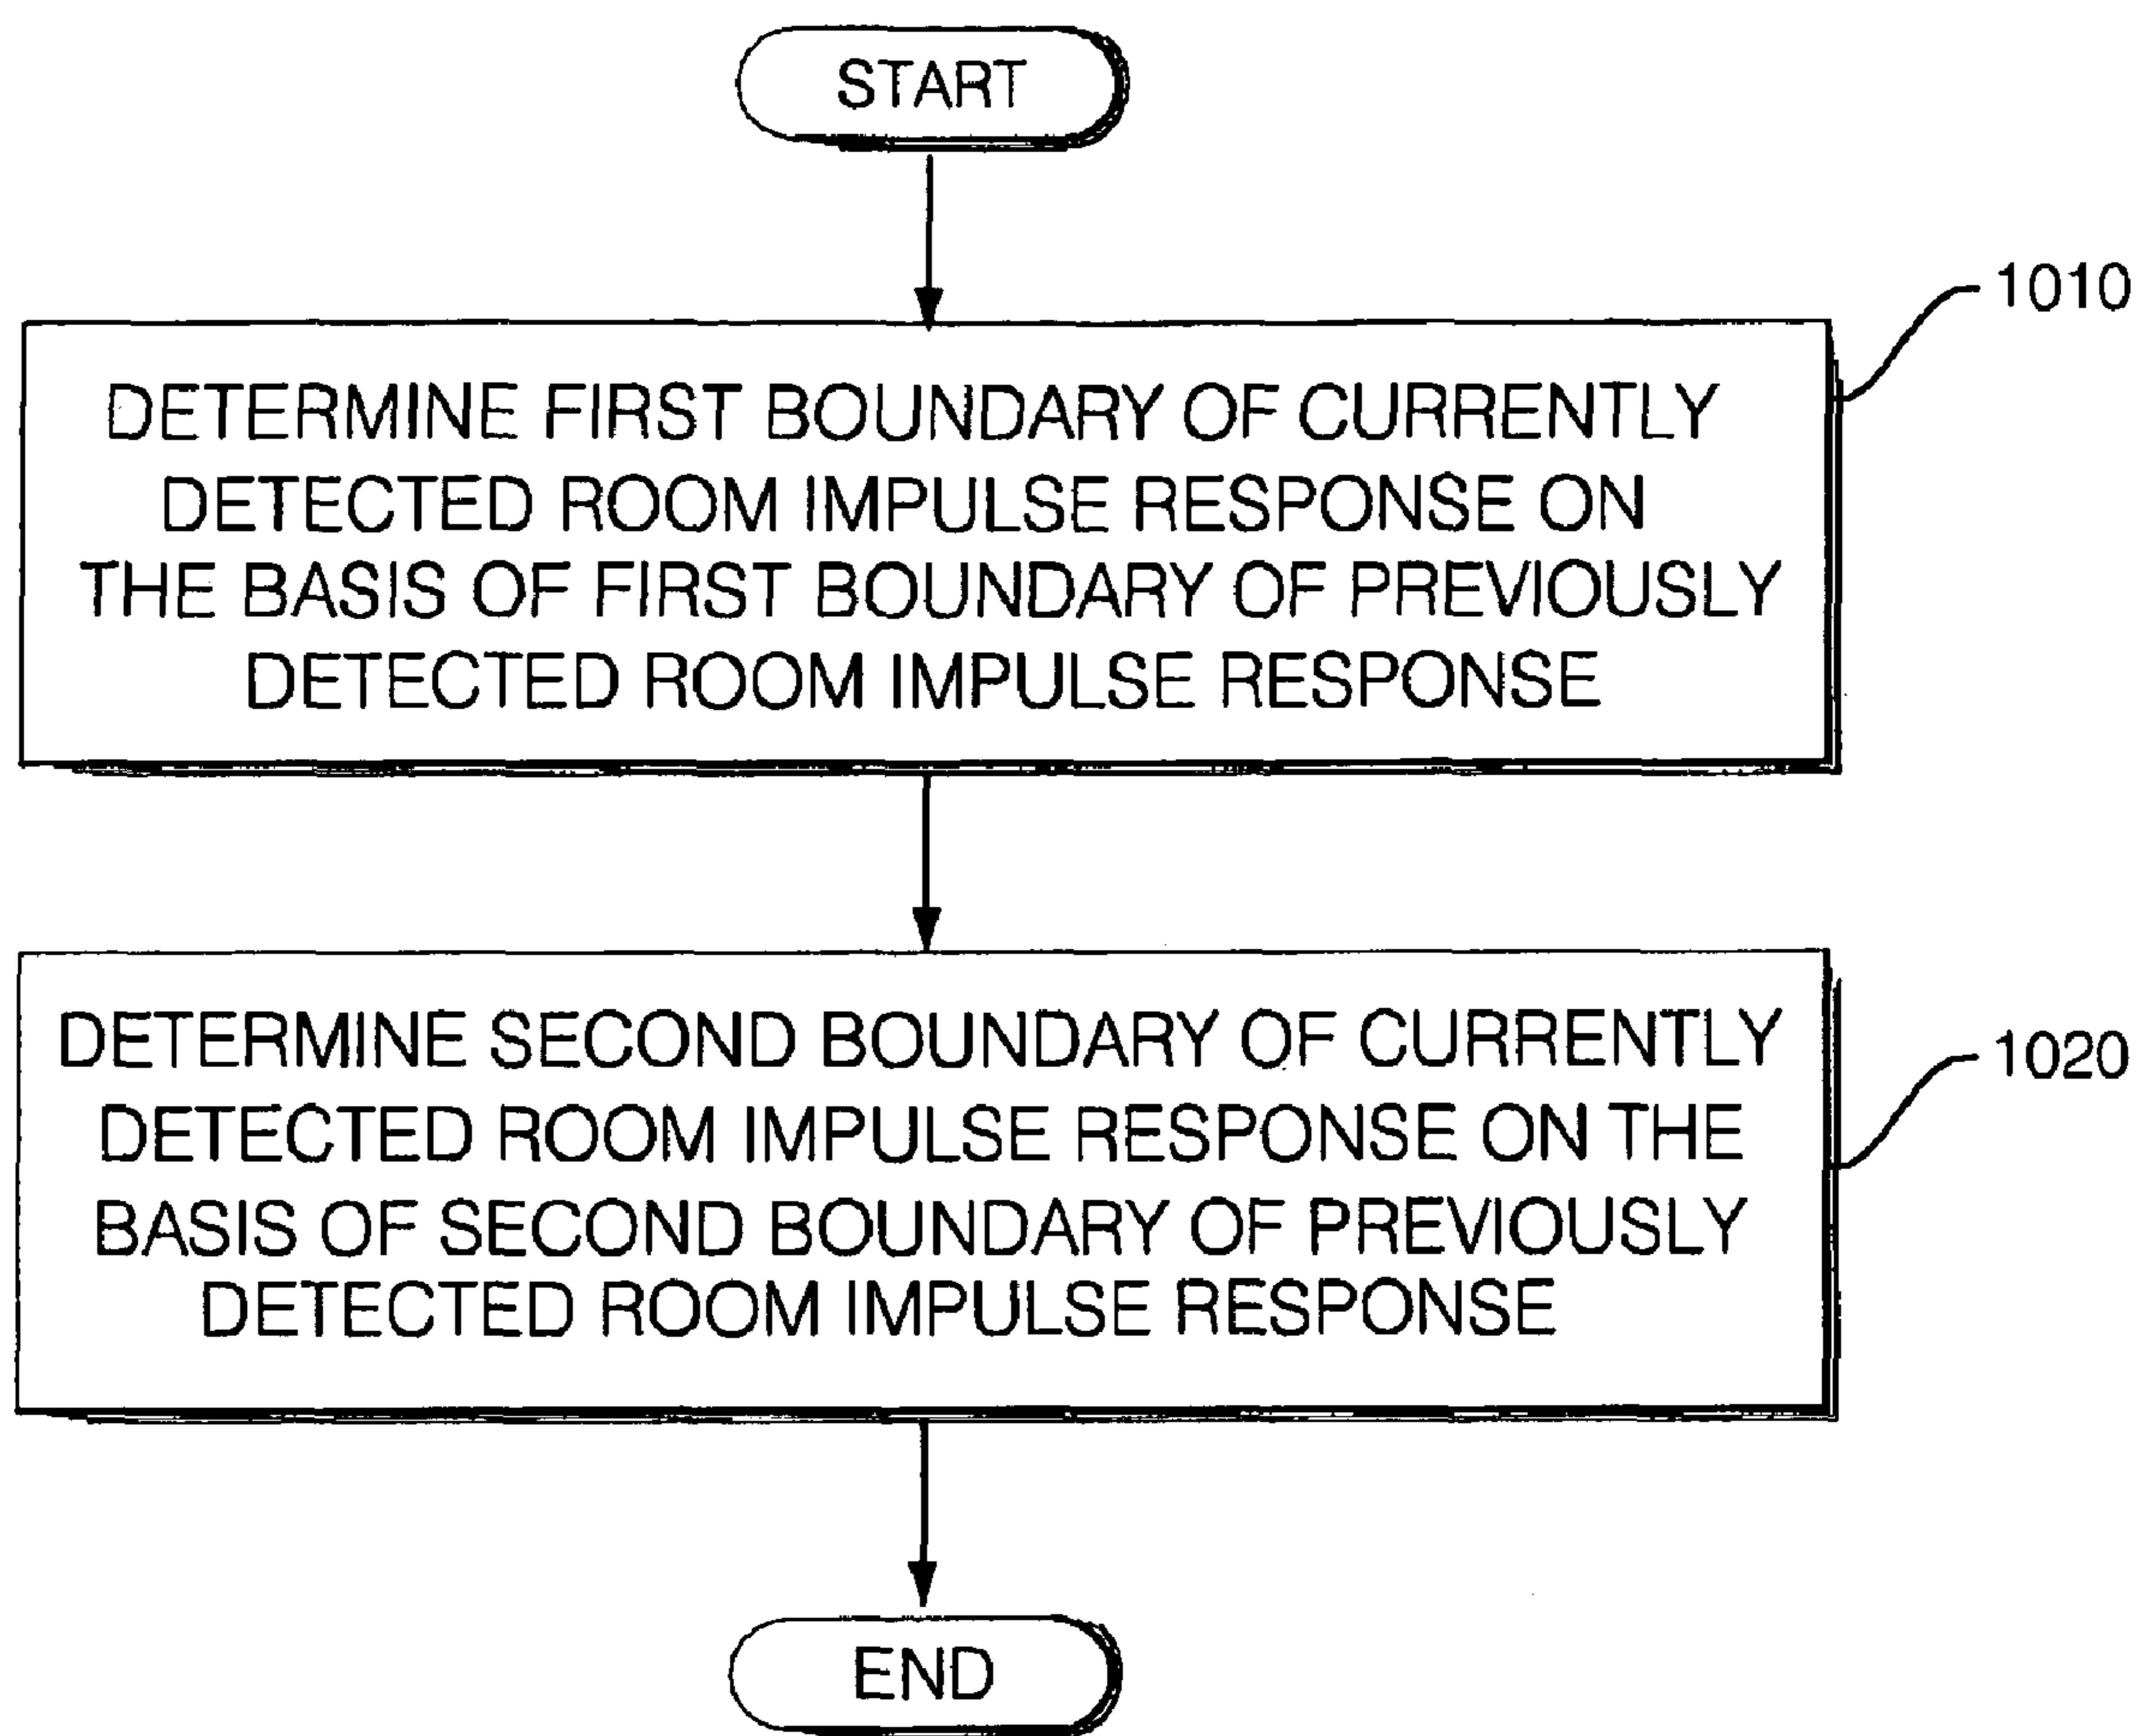 START
1010
DETERMINE FIRST BOUNDARY OF CURRENTLY
DETECTED ROOM IMPULSE RESPONSE ON
THE BASIS OF FIRST BOUNDARY OF PREVIOUSLY
DETECTED ROOM IMPULSE RESPONSE
1020
DETERMINE SECOND BOUNDARY OF CURRENTLY
DETECTED ROOM IMPULSE RESPONSE ON THE
BASIS OF SECOND BOUNDARY OF PREVIOUSLY
DETECTED ROOM IMPULSE RESPONSE
END